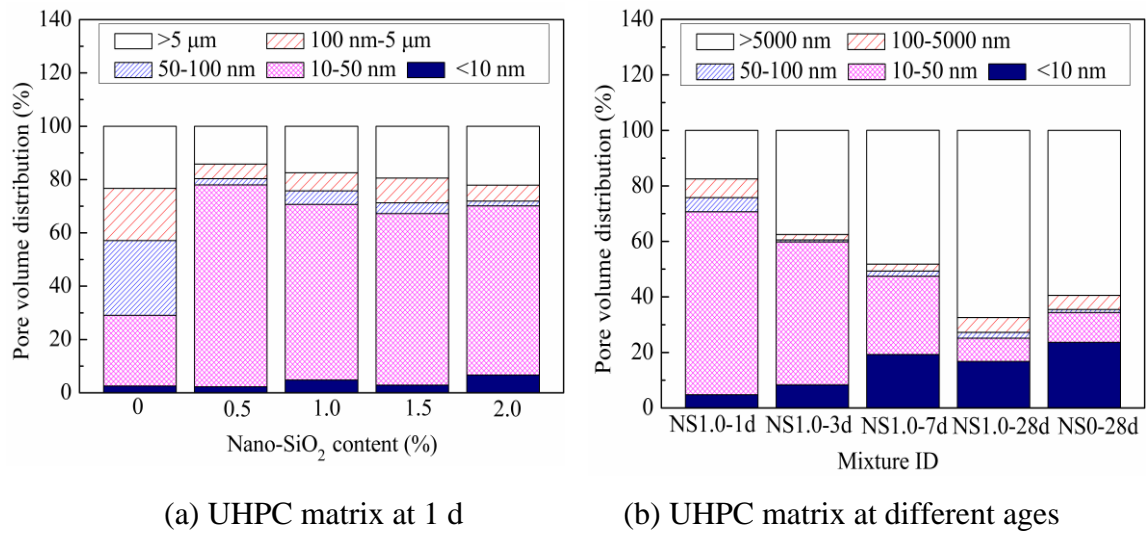 140
120
100
80
60
40
20
0
Pore volume distribution (%)
>5 μm 100 nm-5 μm
50-100 nm 10-50 nm <10 nm
0 0.5 1.0 1.5 2.0
Nano-SiO₂ content (%)
(a) UHPC matrix at 1 d
140
120
100
80
60
40
20
0
Pore volume distribution (%)
>5000 nm 100-5000 nm
50-100 nm 10-50 nm <10 nm
NS1.0-1d NS1.0-3d NS1.0-7d NS1.0-28d NS0-28d
Mixture ID
(b) UHPC matrix at different ages